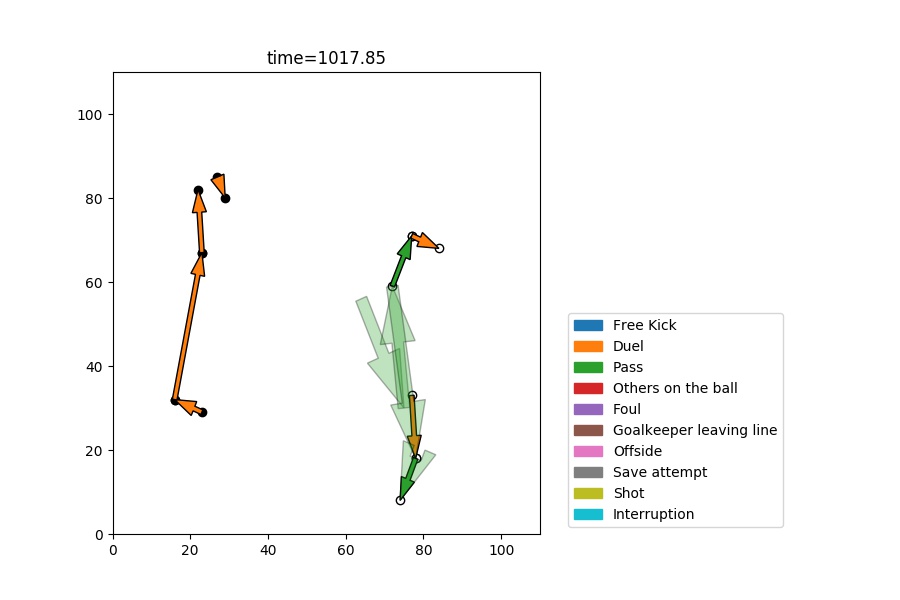 time=1017.85
100
80
60
40
20
0
0 20 40 60 80 100
Free Kick
Duel
Pass
Others on the ball
Foul
Goalkeeper leaving line
Offside
Save attempt
Shot
Interruption